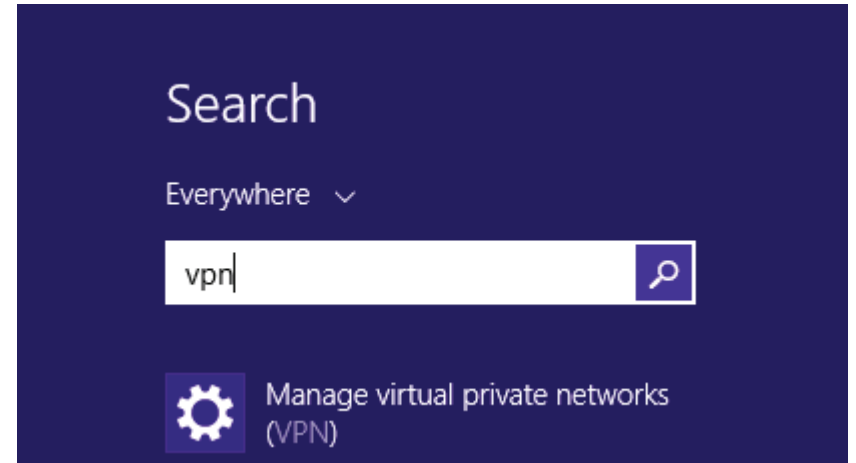 Search
Everywhere
vpn
Manage virtual private networks
(VPN)